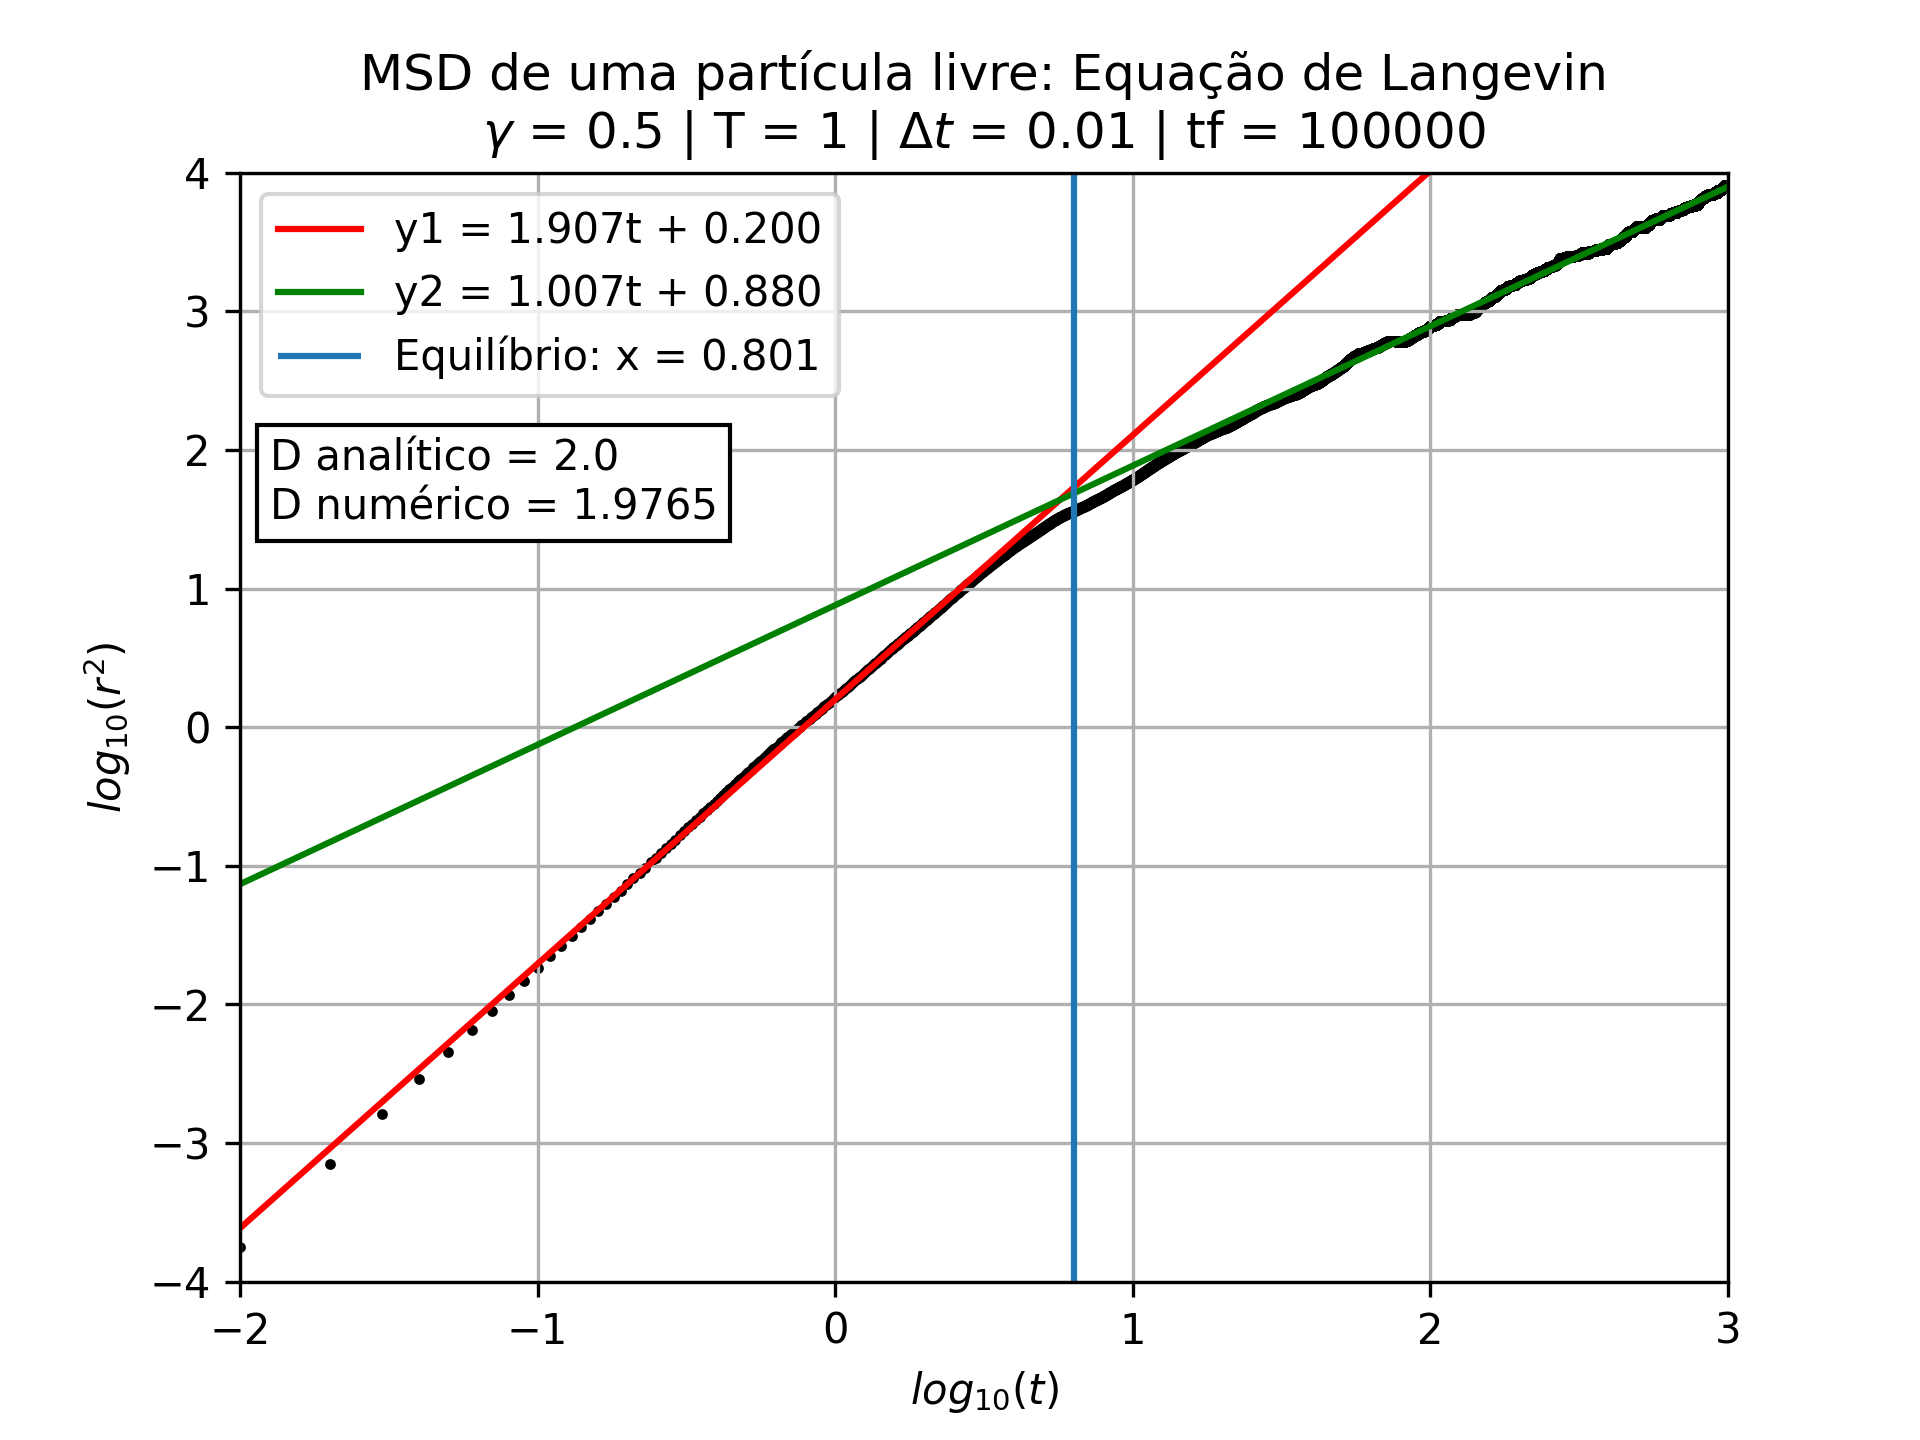 MSD de uma partícula livre: Equação de Langevin
γ = 0.5 | T = 1 | Δt = 0.01 | tf = 100000
y1 = 1.907t + 0.200
y2 = 1.007t + 0.880
Equilíbrio: x = 0.801
D analítico = 2.0
D numérico = 1.9765
4
3
2
1
0
−1
−2
−3
−4
log₁₀(r²)
−2 −1 0 1 2 3
log₁₀(t)